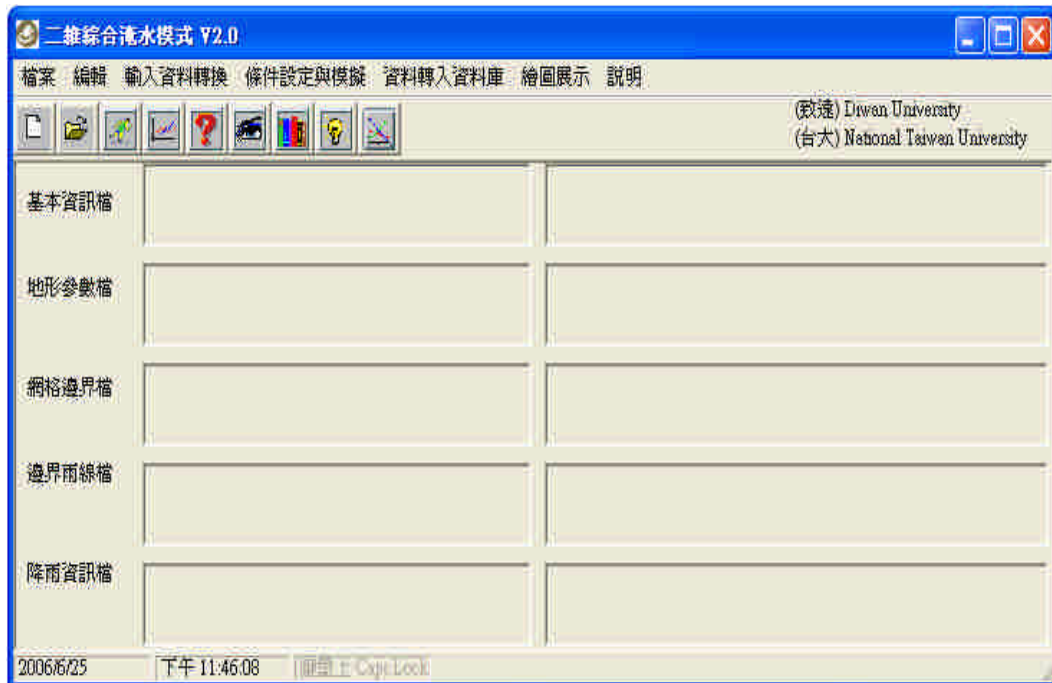 二維綜合淹水模式 V2.0
檔案 編輯 輸入資料轉換 條件設定與模擬 資料轉入資料庫 繪圖展示 說明
(致遠) Diwan University
(台大) National Taiwan University
基本資訊檔
地形參數檔
網格邊界檔
邊界雨線檔
降雨資訊檔
2006/6/25 下午 11:46:08 Caps Lock